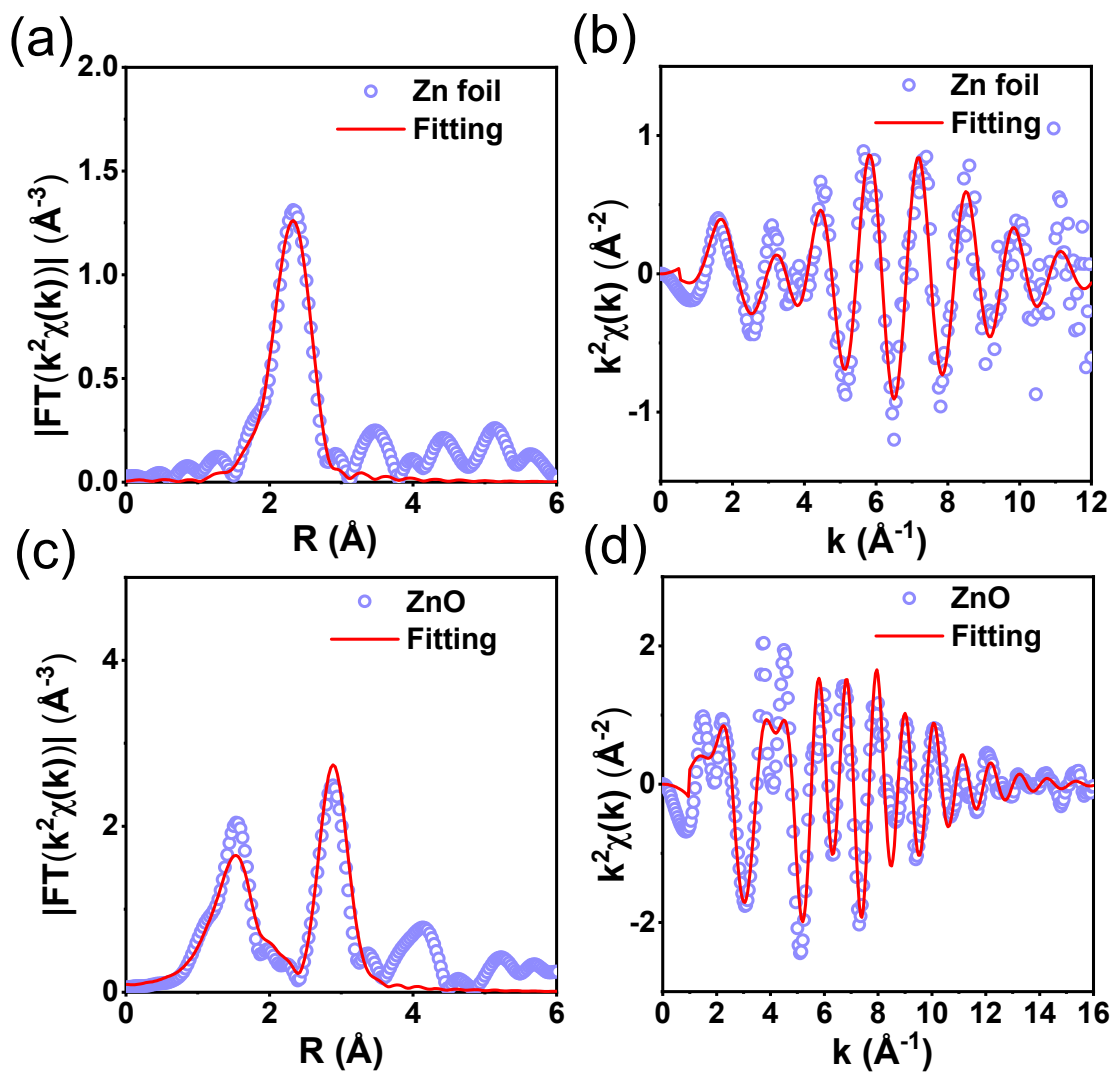 (a)
2.0
1.5
1.0
0.5
0.0
|FT(k²χ(k))| (Å⁻³)
Zn foil
Fitting
0 2 4 6
R (Å)
(b)
1
0
-1
k²χ(k) (Å⁻²)
Zn foil
Fitting
0 2 4 6 8 10 12
k (Å⁻¹)
(c)
4
2
0
|FT(k²χ(k))| (Å⁻³)
ZnO
Fitting
0 2 4 6
R (Å)
(d)
2
0
-2
k²χ(k) (Å⁻²)
ZnO
Fitting
0 2 4 6 8 10 12 14 16
k (Å⁻¹)